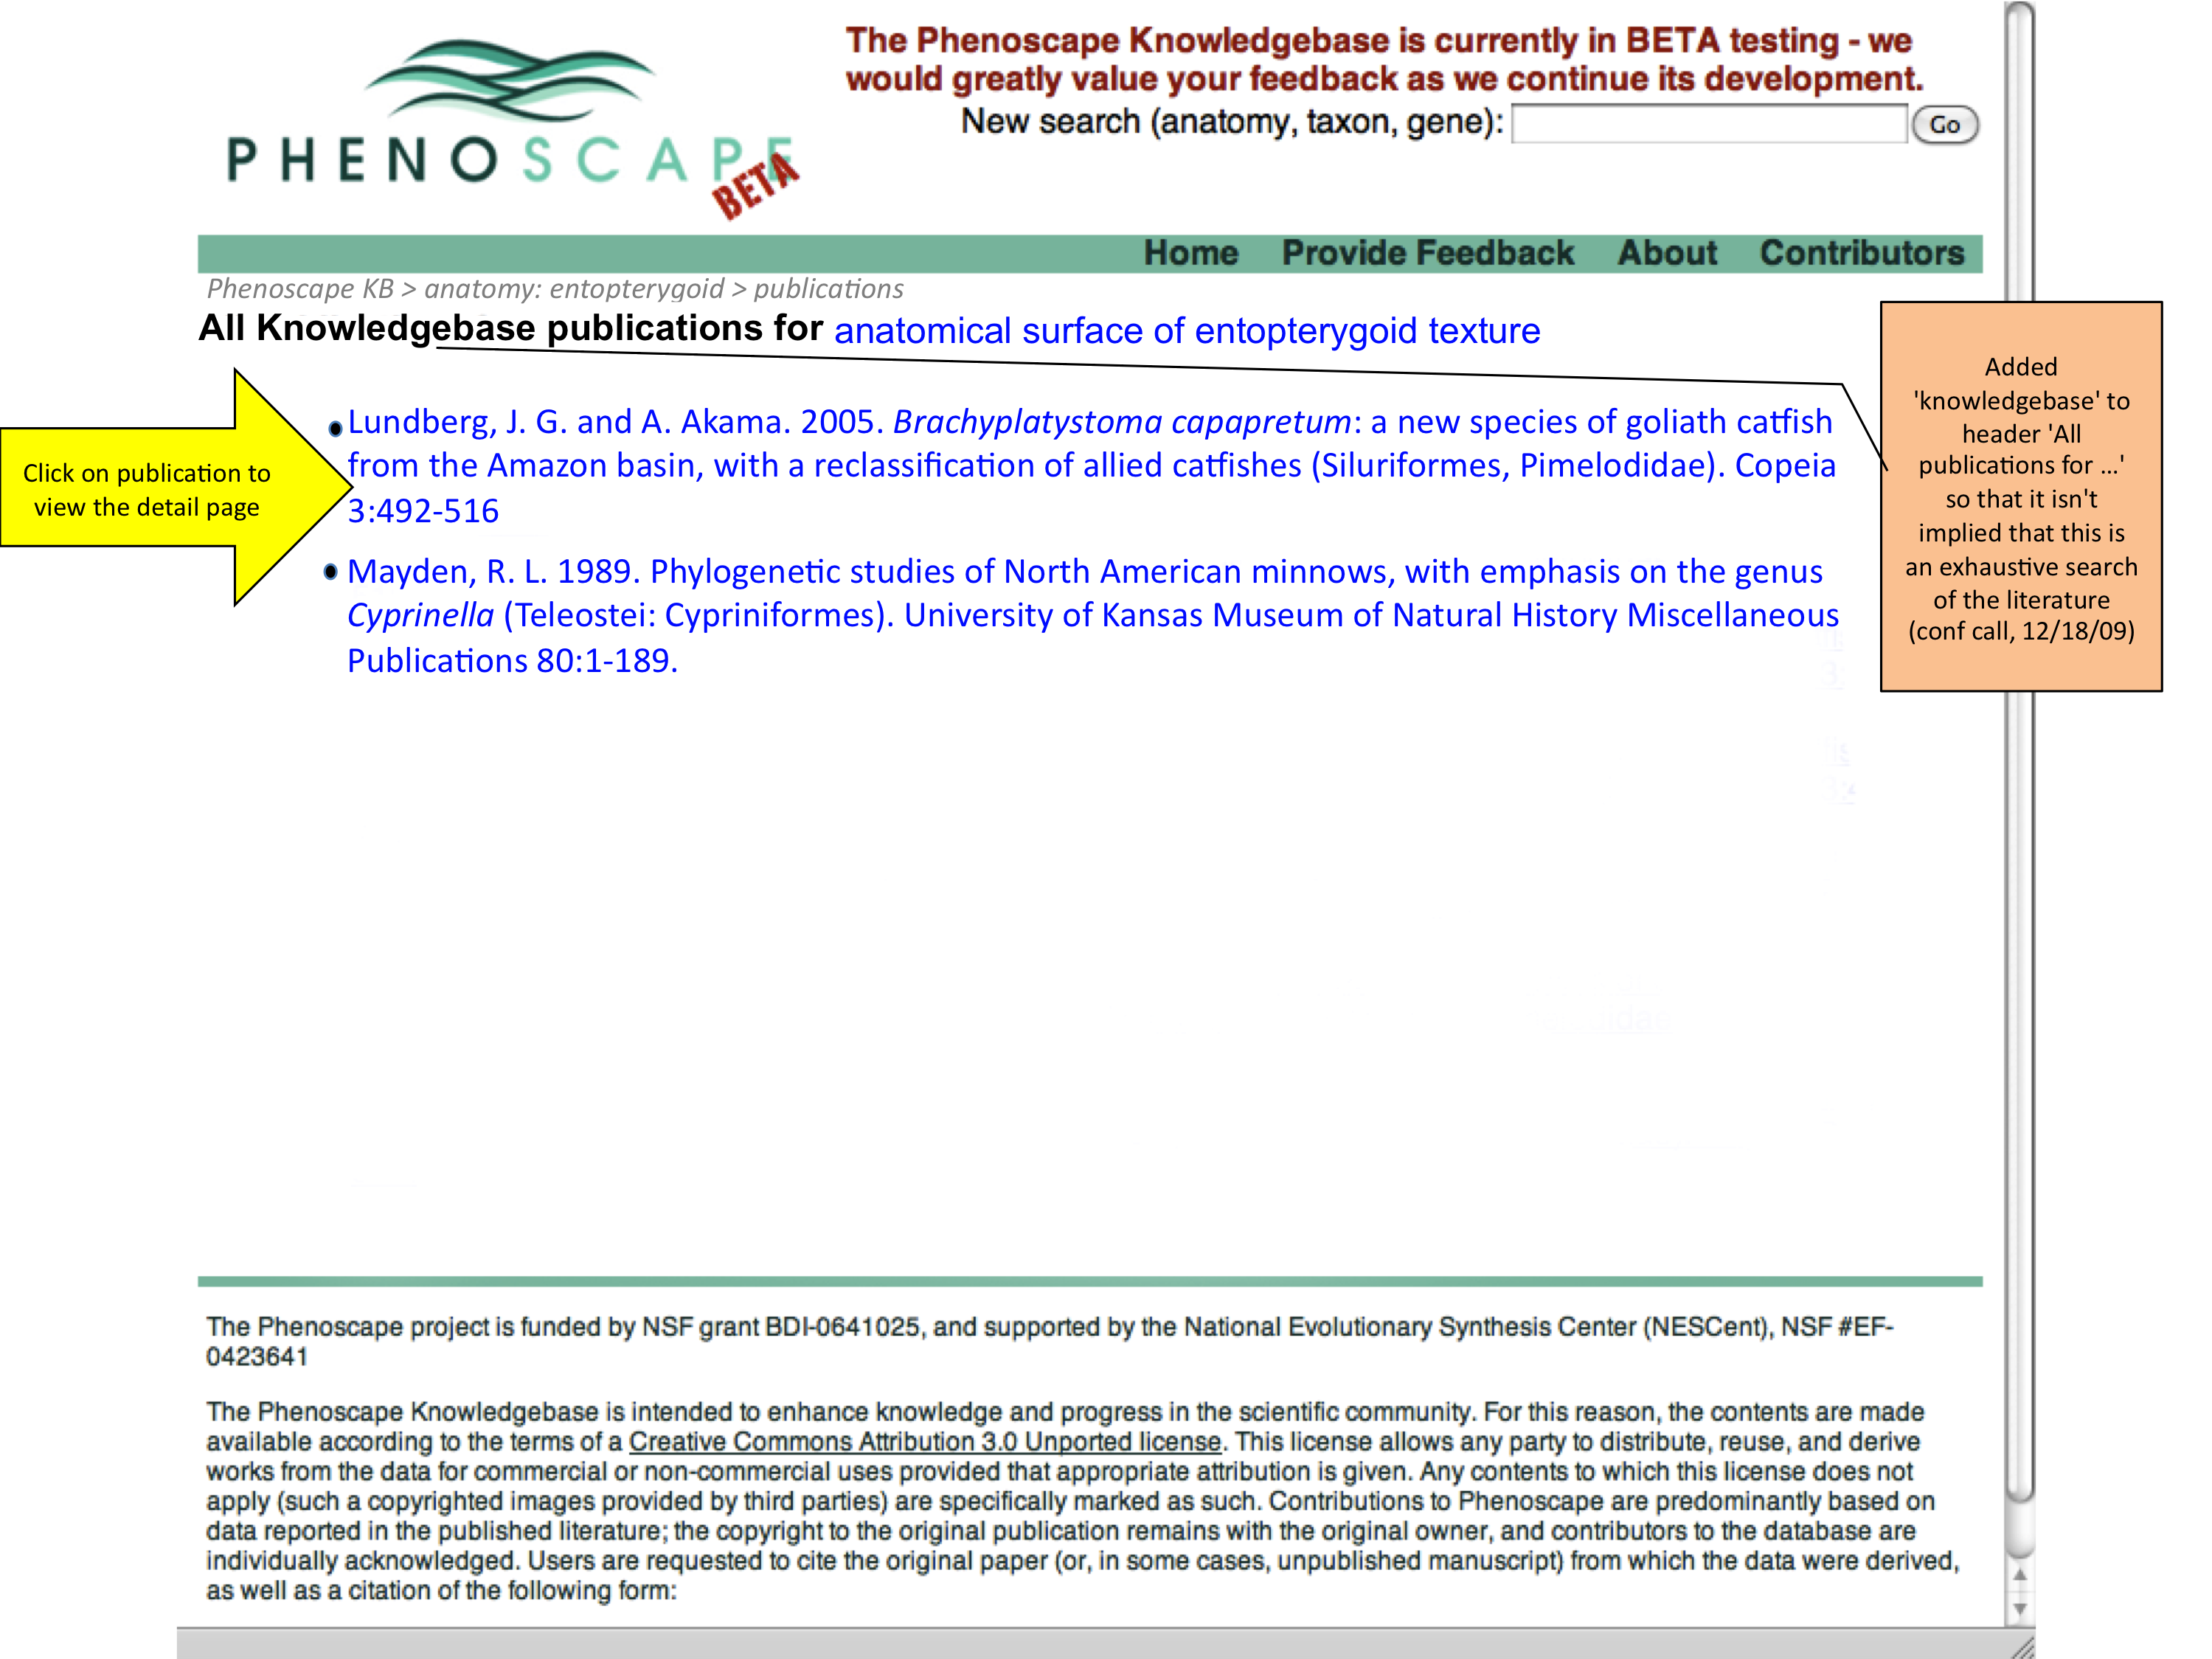 PHENOSCAPE
BETA
The Phenoscape Knowledgebase is currently in BETA testing - we
would greatly value your feedback as we continue its development.
New search (anatomy, taxon, gene):
Go
Home Provide Feedback About Contributors
Phenoscape KB > anatomy: entopterygoid > publications
All Knowledgebase publications for anatomical surface of entopterygoid texture
Click on publication to
view the detail page
Lundberg, J. G. and A. Akama. 2005. Brachyplatystoma capapretum: a new species of goliath catfish
from the Amazon basin, with a reclassification of allied catfishes (Siluriformes, Pimelodidae). Copeia
3:492-516
Mayden, R. L. 1989. Phylogenetic studies of North American minnows, with emphasis on the genus
Cyprinella (Teleostei: Cypriniformes). University of Kansas Museum of Natural History Miscellaneous
Publications 80:1-189.
Added
'knowledgebase' to
header 'All
publications for ...'
so that it isn't
implied that this is
an exhaustive search
of the literature
(conf call, 12/18/09)
The Phenoscape project is funded by NSF grant BDI-0641025, and supported by the National Evolutionary Synthesis Center (NESCent), NSF #EF-
0423641
The Phenoscape Knowledgebase is intended to enhance knowledge and progress in the scientific community. For this reason, the contents are made
available according to the terms of a Creative Commons Attribution 3.0 Unported license. This license allows any party to distribute, reuse, and derive
works from the data for commercial or non-commercial uses provided that appropriate attribution is given. Any contents to which this license does not
apply (such a copyrighted images provided by third parties) are specifically marked as such. Contributions to Phenoscape are predominantly based on
data reported in the published literature; the copyright to the original publication remains with the original owner, and contributors to the database are
individually acknowledged. Users are requested to cite the original paper (or, in some cases, unpublished manuscript) from which the data were derived,
as well as a citation of the following form: